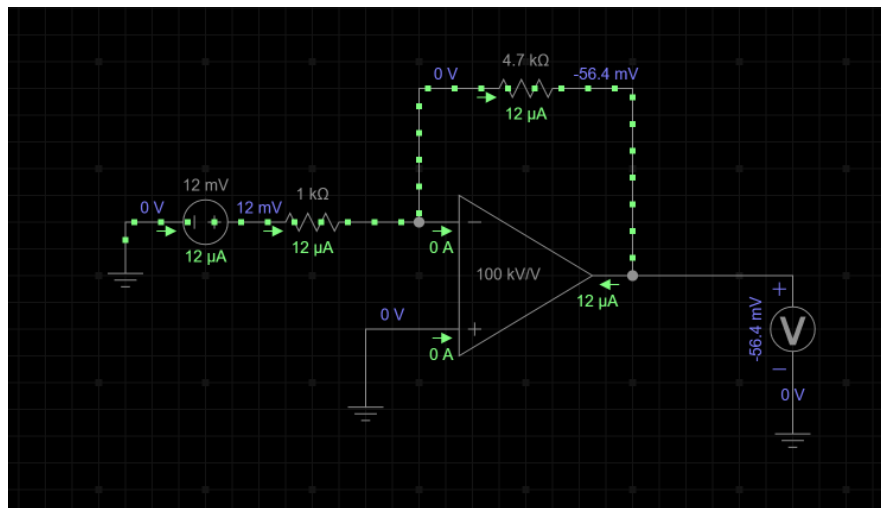 4.7 kΩ
0 V
-56.4 mV
12 µA
12 mV
1 kΩ
0 V
12 mV
12 µA
12 µA
−
0 A
100 kV/V
12 µA
0 V
+
0 A
+
V
-56.4 mV
−
0 V